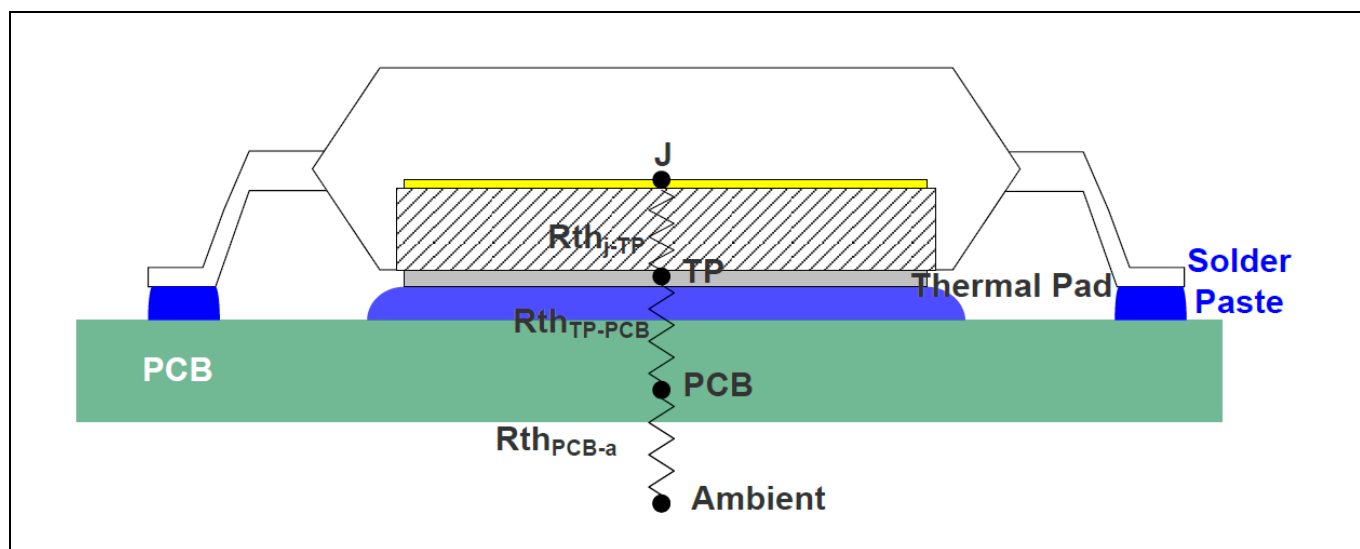 J
Rthj-TP
TP
Thermal Pad
Solder
Paste
RthTP-PCB
PCB
PCB
RthPCB-a
Ambient